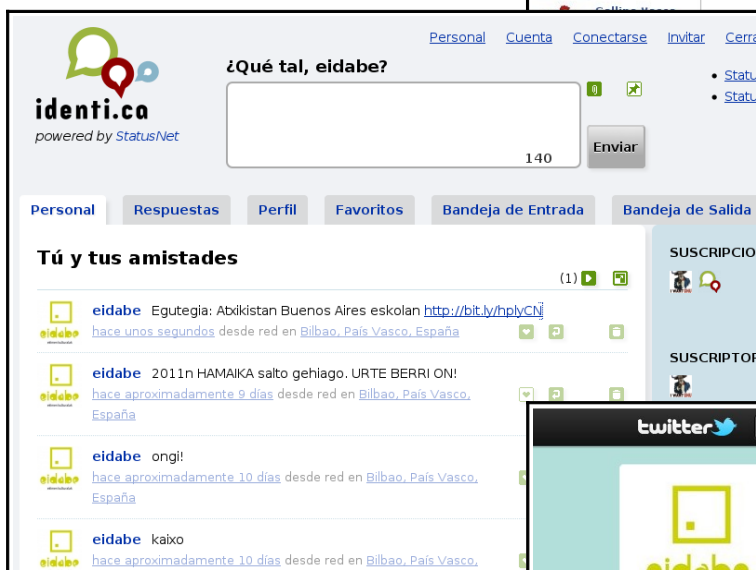 Personal Cuenta Conectarse Invitar
¿Qué tal, eidabe?
identi.ca
powered by StatusNet
140
Enviar
Personal Respuestas Perfil Favoritos Bandeja de Entrada Bandeja de Salida
Tú y tus amistades
(1)
eidabe Egutegia: Atxikistan Buenos Aires eskolan http://bit.ly/hplyCN
hace unos segundos desde red en Bilbao, País Vasco, España
eidabe 2011n HAMAIKA salto gehiago. URTE BERRI ON!
hace aproximadamente 9 días desde red en Bilbao, País Vasco,
España
eidabe ongi!
hace aproximadamente 10 días desde red en Bilbao, País Vasco,
España
eidabe kaixo
hace aproximadamente 10 días desde red en Bilbao, País Vasco,
SUSCRIPCIO
SUSCRIPTOR
twitter
eidabe